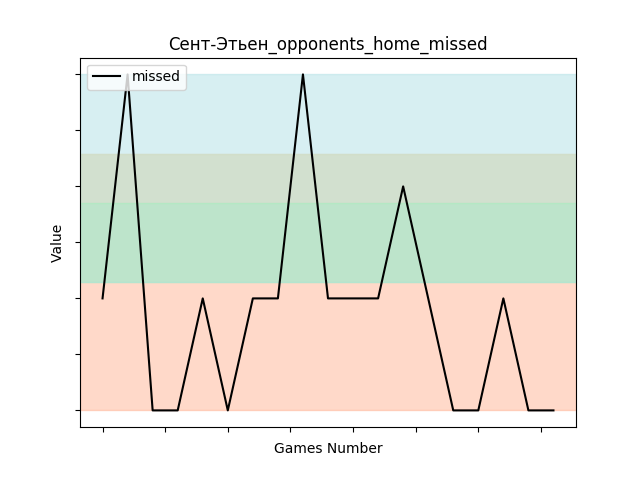 Сент-Этьен_opponents_home_missed
missed
Value
Games Number